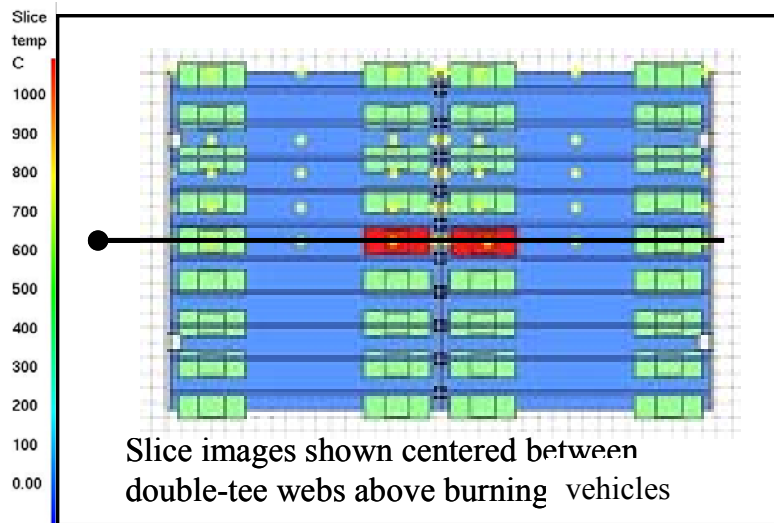 Slice
temp
C
1000
900
800
700
600
500
400
300
200
100
0.00
Slice images shown centered between
double-tee webs above burning vehicles